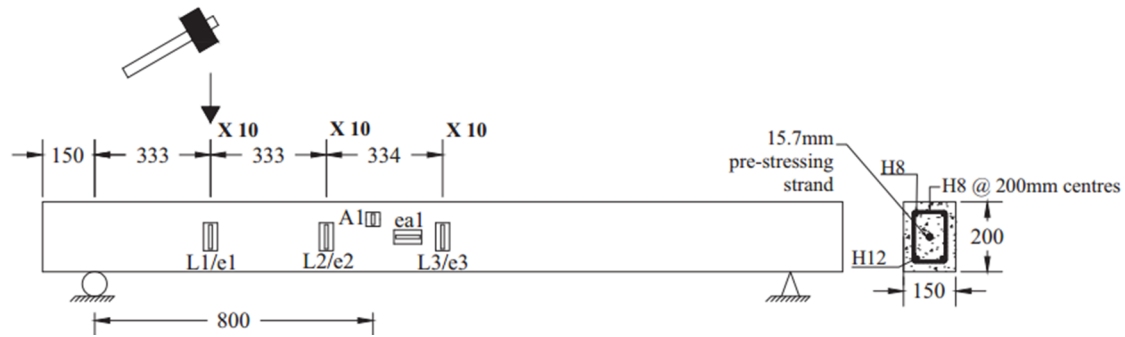 X 10
X 10
X 10
150
333
333
334
15.7mm
pre-stressing
strand
H8
H8 @ 200mm centres
A1
ea1
L1/e1
L2/e2
L3/e3
H12
200
150
800